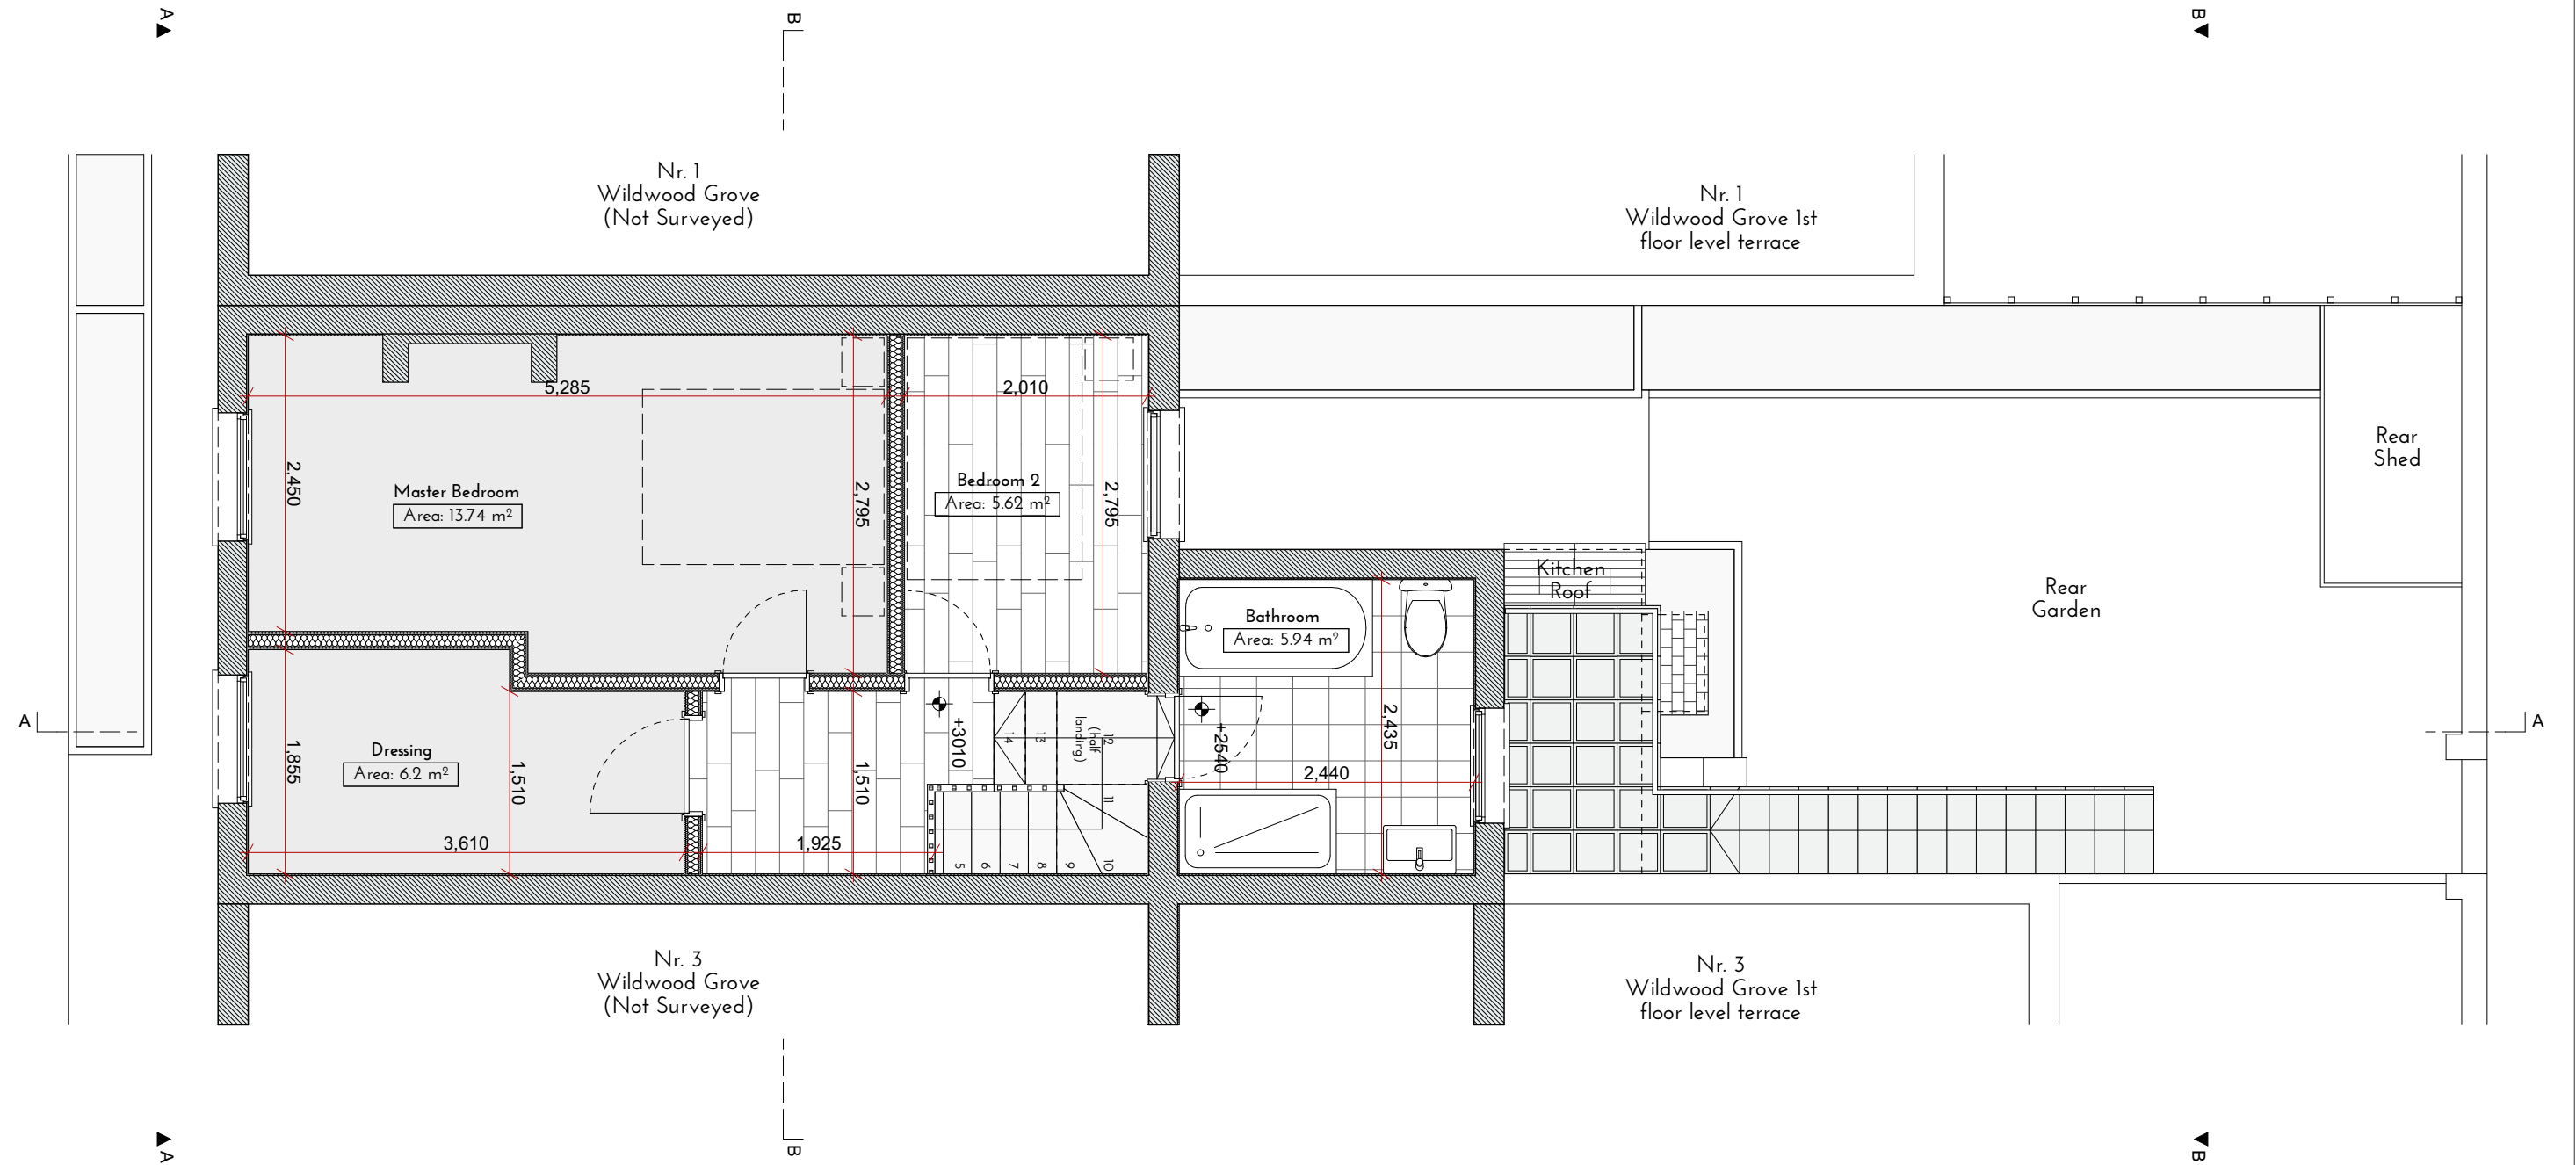 A
B
B
Nr. 1
Wildwood Grove
(Not Surveyed)
Nr. 1
Wildwood Grove 1st
floor level terrace
5,285
2,010
Rear
Shed
2,450
Master Bedroom
Area: 13.74 m²
2,795
Bedroom 2
Area: 5.62 m²
2,795
Kitchen
Roof
Rear
Garden
Bathroom
Area: 5.94 m²
A
A
Dressing
Area: 6.2 m²
1,855
1,510
1,510
+3010
14
13
12
(half
landing)
11
+2540
2,435
2,440
3,610
1,925
5
6
7
8
9
10
Nr. 3
Wildwood Grove
(Not Surveyed)
Nr. 3
Wildwood Grove 1st
floor level terrace
A
B
B